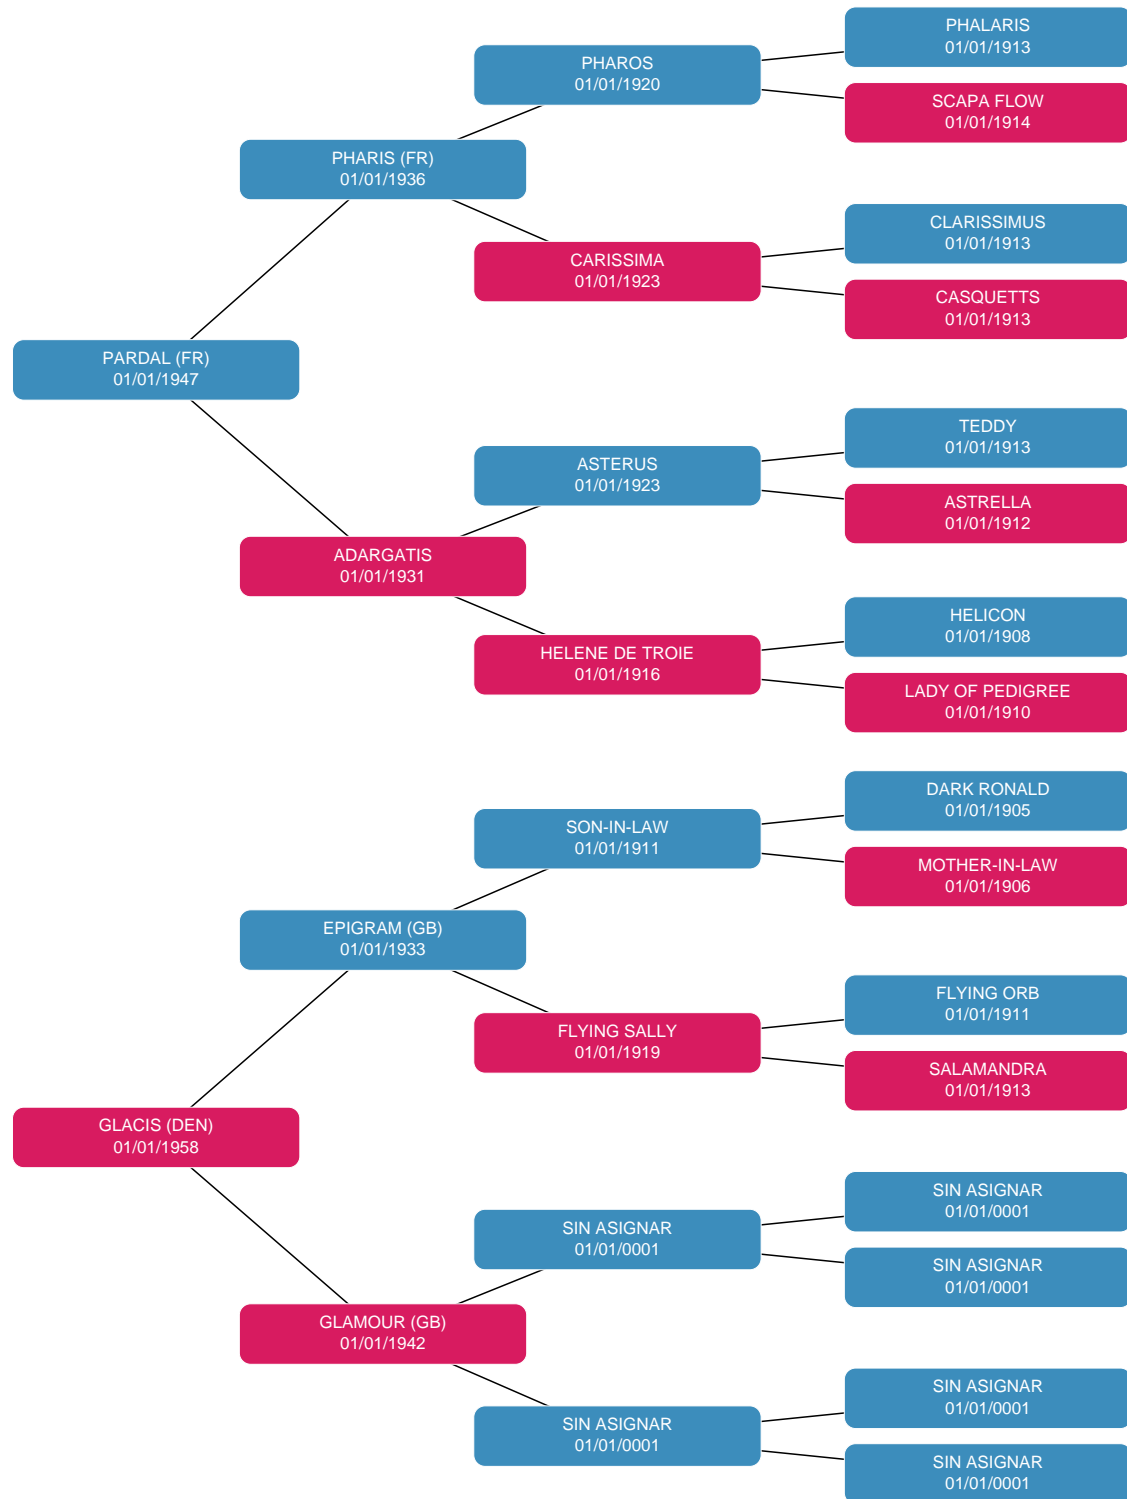 PHALARIS
01/01/1913
PHAROS
01/01/1920
SCAPA FLOW
01/01/1914
PHARIS (FR)
01/01/1936
CLARISSIMUS
01/01/1913
CARISSIMA
01/01/1923
CASQUETTS
01/01/1913
PARDAL (FR)
01/01/1947
TEDDY
01/01/1913
ASTERUS
01/01/1923
ASTRELLA
01/01/1912
ADARGATIS
01/01/1931
HELICON
01/01/1908
HELENE DE TROIE
01/01/1916
LADY OF PEDIGREE
01/01/1910
DARK RONALD
01/01/1905
SON-IN-LAW
01/01/1911
MOTHER-IN-LAW
01/01/1906
EPIGRAM (GB)
01/01/1933
FLYING ORB
01/01/1911
FLYING SALLY
01/01/1919
SALAMANDRA
01/01/1913
GLACIS (DEN)
01/01/1958
SIN ASIGNAR
01/01/0001
SIN ASIGNAR
01/01/0001
SIN ASIGNAR
01/01/0001
GLAMOUR (GB)
01/01/1942
SIN ASIGNAR
01/01/0001
SIN ASIGNAR
01/01/0001
SIN ASIGNAR
01/01/0001